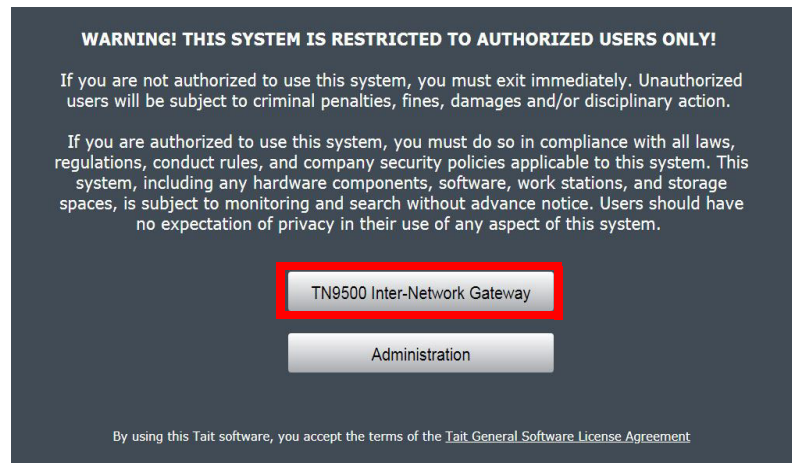 WARNING! THIS SYSTEM IS RESTRICTED TO AUTHORIZED USERS ONLY!
If you are not authorized to use this system, you must exit immediately. Unauthorized
users will be subject to criminal penalties, fines, damages and/or disciplinary action.
If you are authorized to use this system, you must do so in compliance with all laws,
regulations, conduct rules, and company security policies applicable to this system. This
system, including any hardware components, software, work stations, and storage
spaces, is subject to monitoring and search without advance notice. Users should have
no expectation of privacy in their use of any aspect of this system.
TN9500 Inter-Network Gateway
Administration
By using this Tait software, you accept the terms of the Tait General Software License Agreement